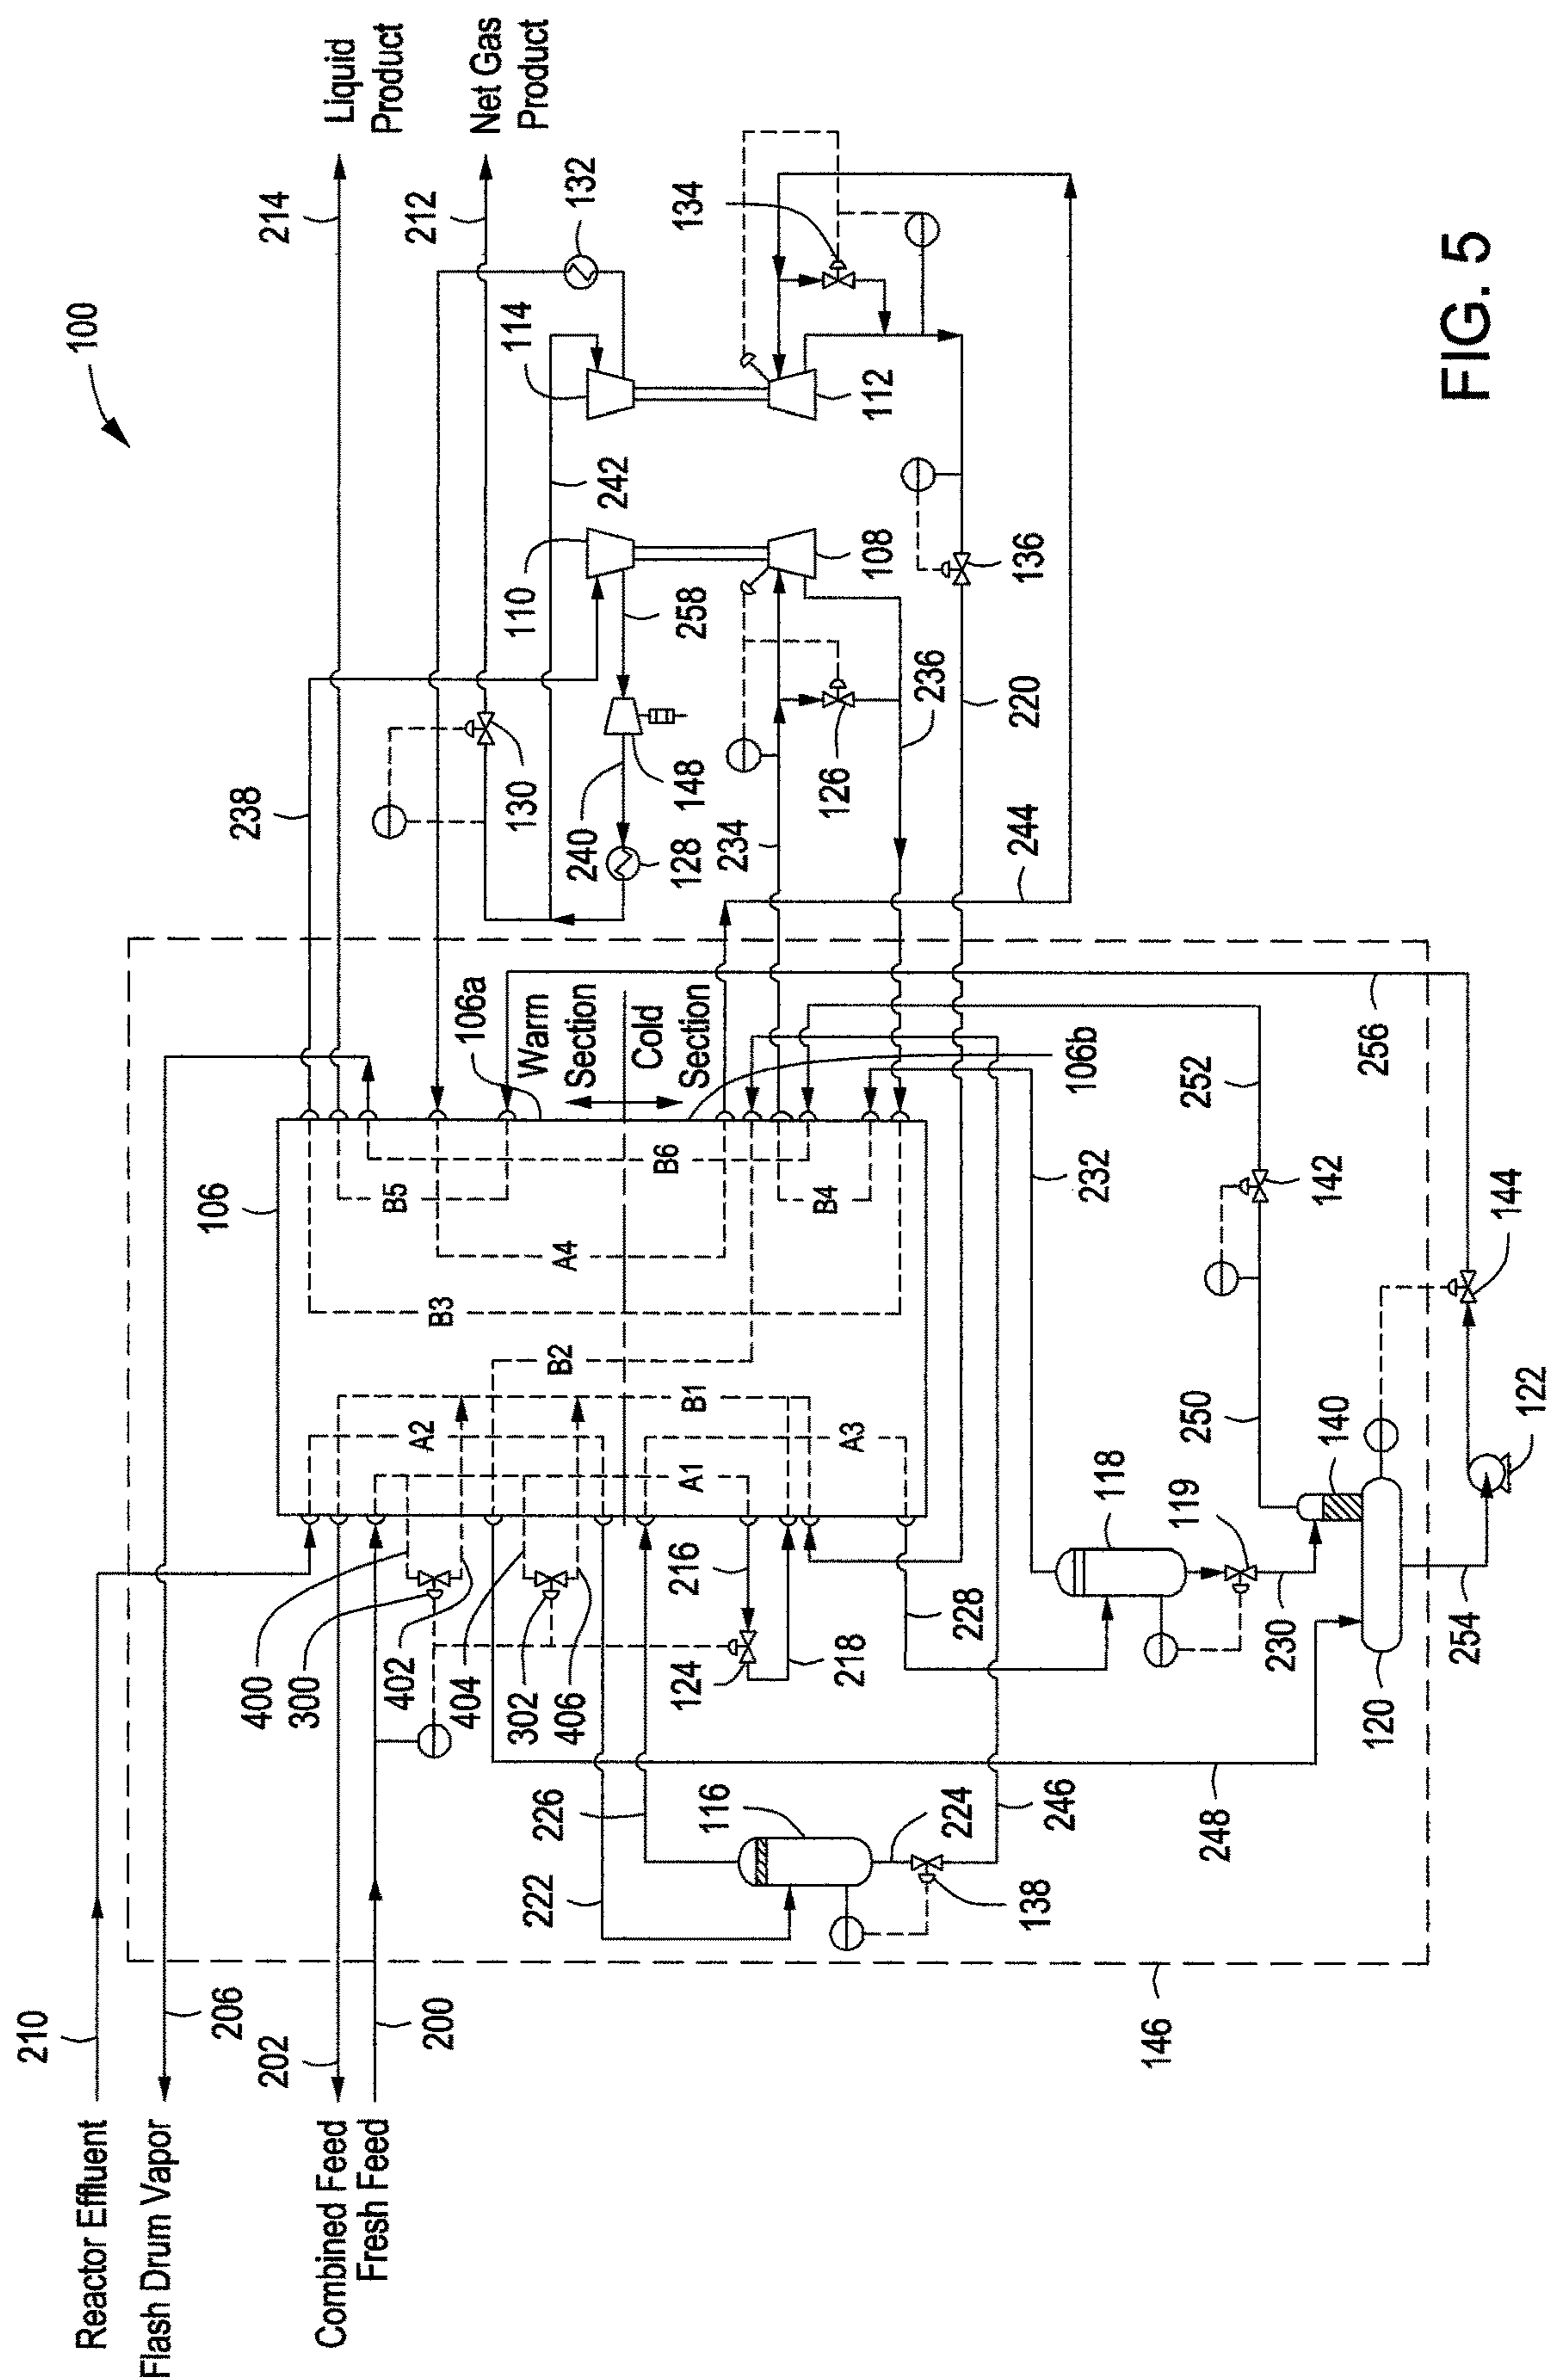 100
Liquid
Product
Net Gas
Product
214
212
132
134
114
112
242
110
108
136
258
238
130
148
240
128
234
126
236
220
244
106a
Warm
Section
Cold
Section
106b
106
B5
B6
A4
B4
B3
B2
B1
A2
A1
A3
252
256
232
142
144
250
140
118
119
122
216
218
228
230
254
120
400
300
402
404
302
406
124
226
222
116
224
138
246
248
146
210
206
202
200
Reactor Effluent
Flash Drum Vapor
Combined Feed
Fresh Feed
FIG. 5